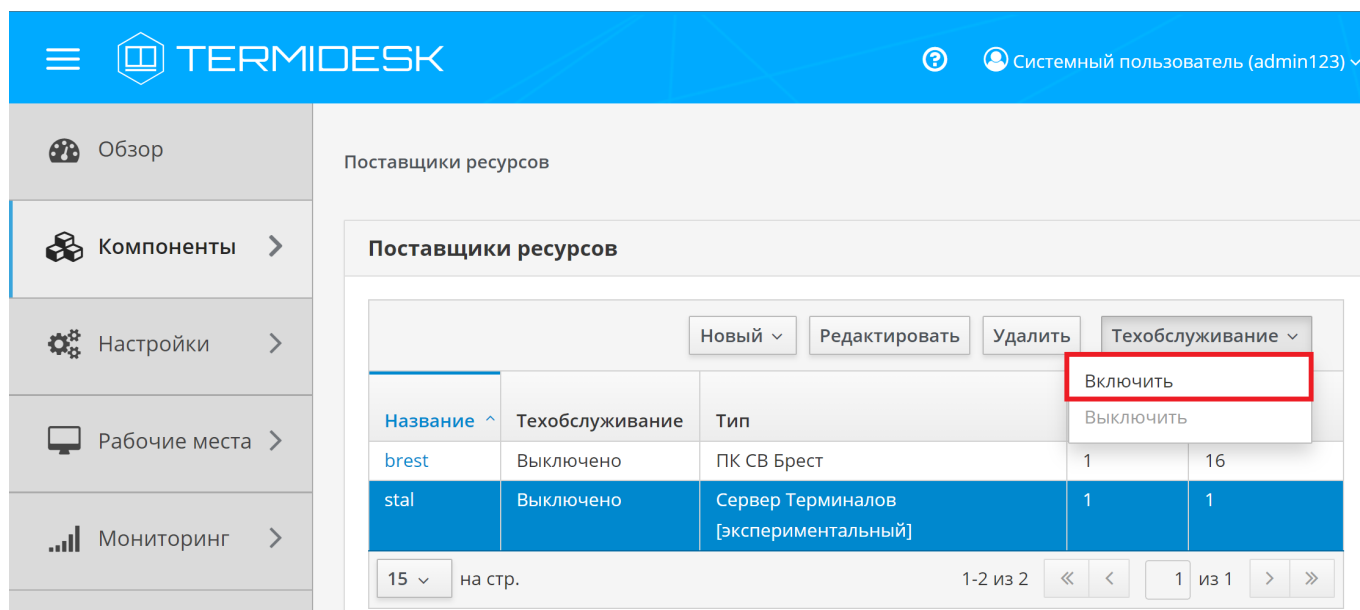 TERMIDESK
Системный пользователь (admin123)
Обзор
Компоненты
Настройки
Рабочие места
Мониторинг
Поставщики ресурсов
Поставщики ресурсов
Новый Редактировать Удалить Техобслуживание
Включить
Выключить
Название Техобслуживание Тип
brest Выключено ПК СВ Брест 1 16
stal Выключено Сервер Терминалов 1 1
[экспериментальный]
15 на стр. 1-2 из 2 1 из 1